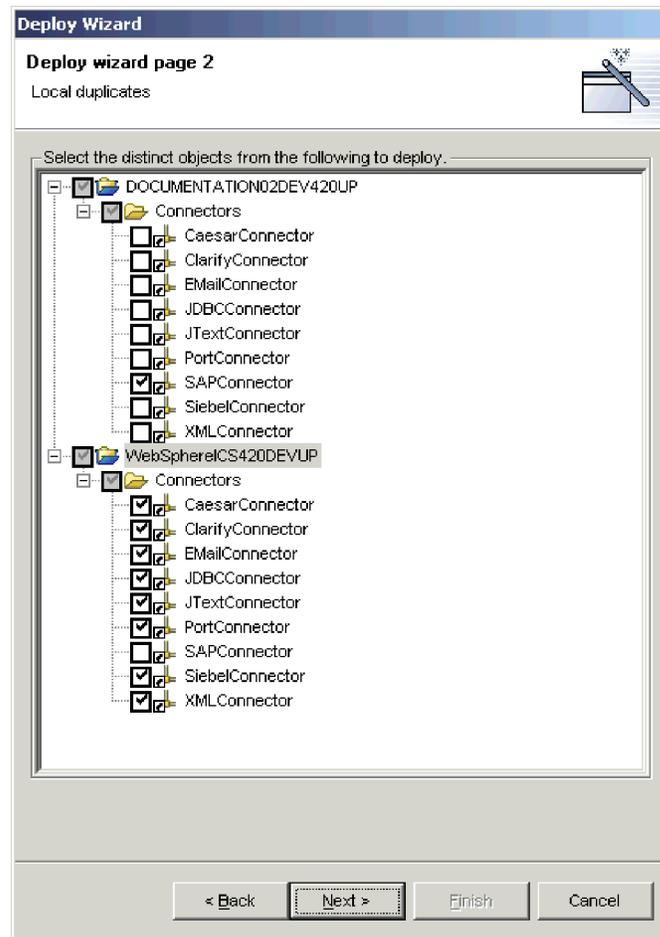 Deploy Wizard
Deploy wizard page 2
Local duplicates
Select the distinct objects from the following to deploy.
DOCUMENTATION02DEV420UP
Connectors
CaesarConnector
ClarifyConnector
EMailConnector
JDBCConnector
JTextConnector
PortConnector
SAPConnector
SiebelConnector
XMLConnector
WebSphereICS420DEVUP
Connectors
CaesarConnector
ClarifyConnector
EMailConnector
JDBCConnector
JTextConnector
PortConnector
SAPConnector
SiebelConnector
XMLConnector
< Back Next > Finish Cancel